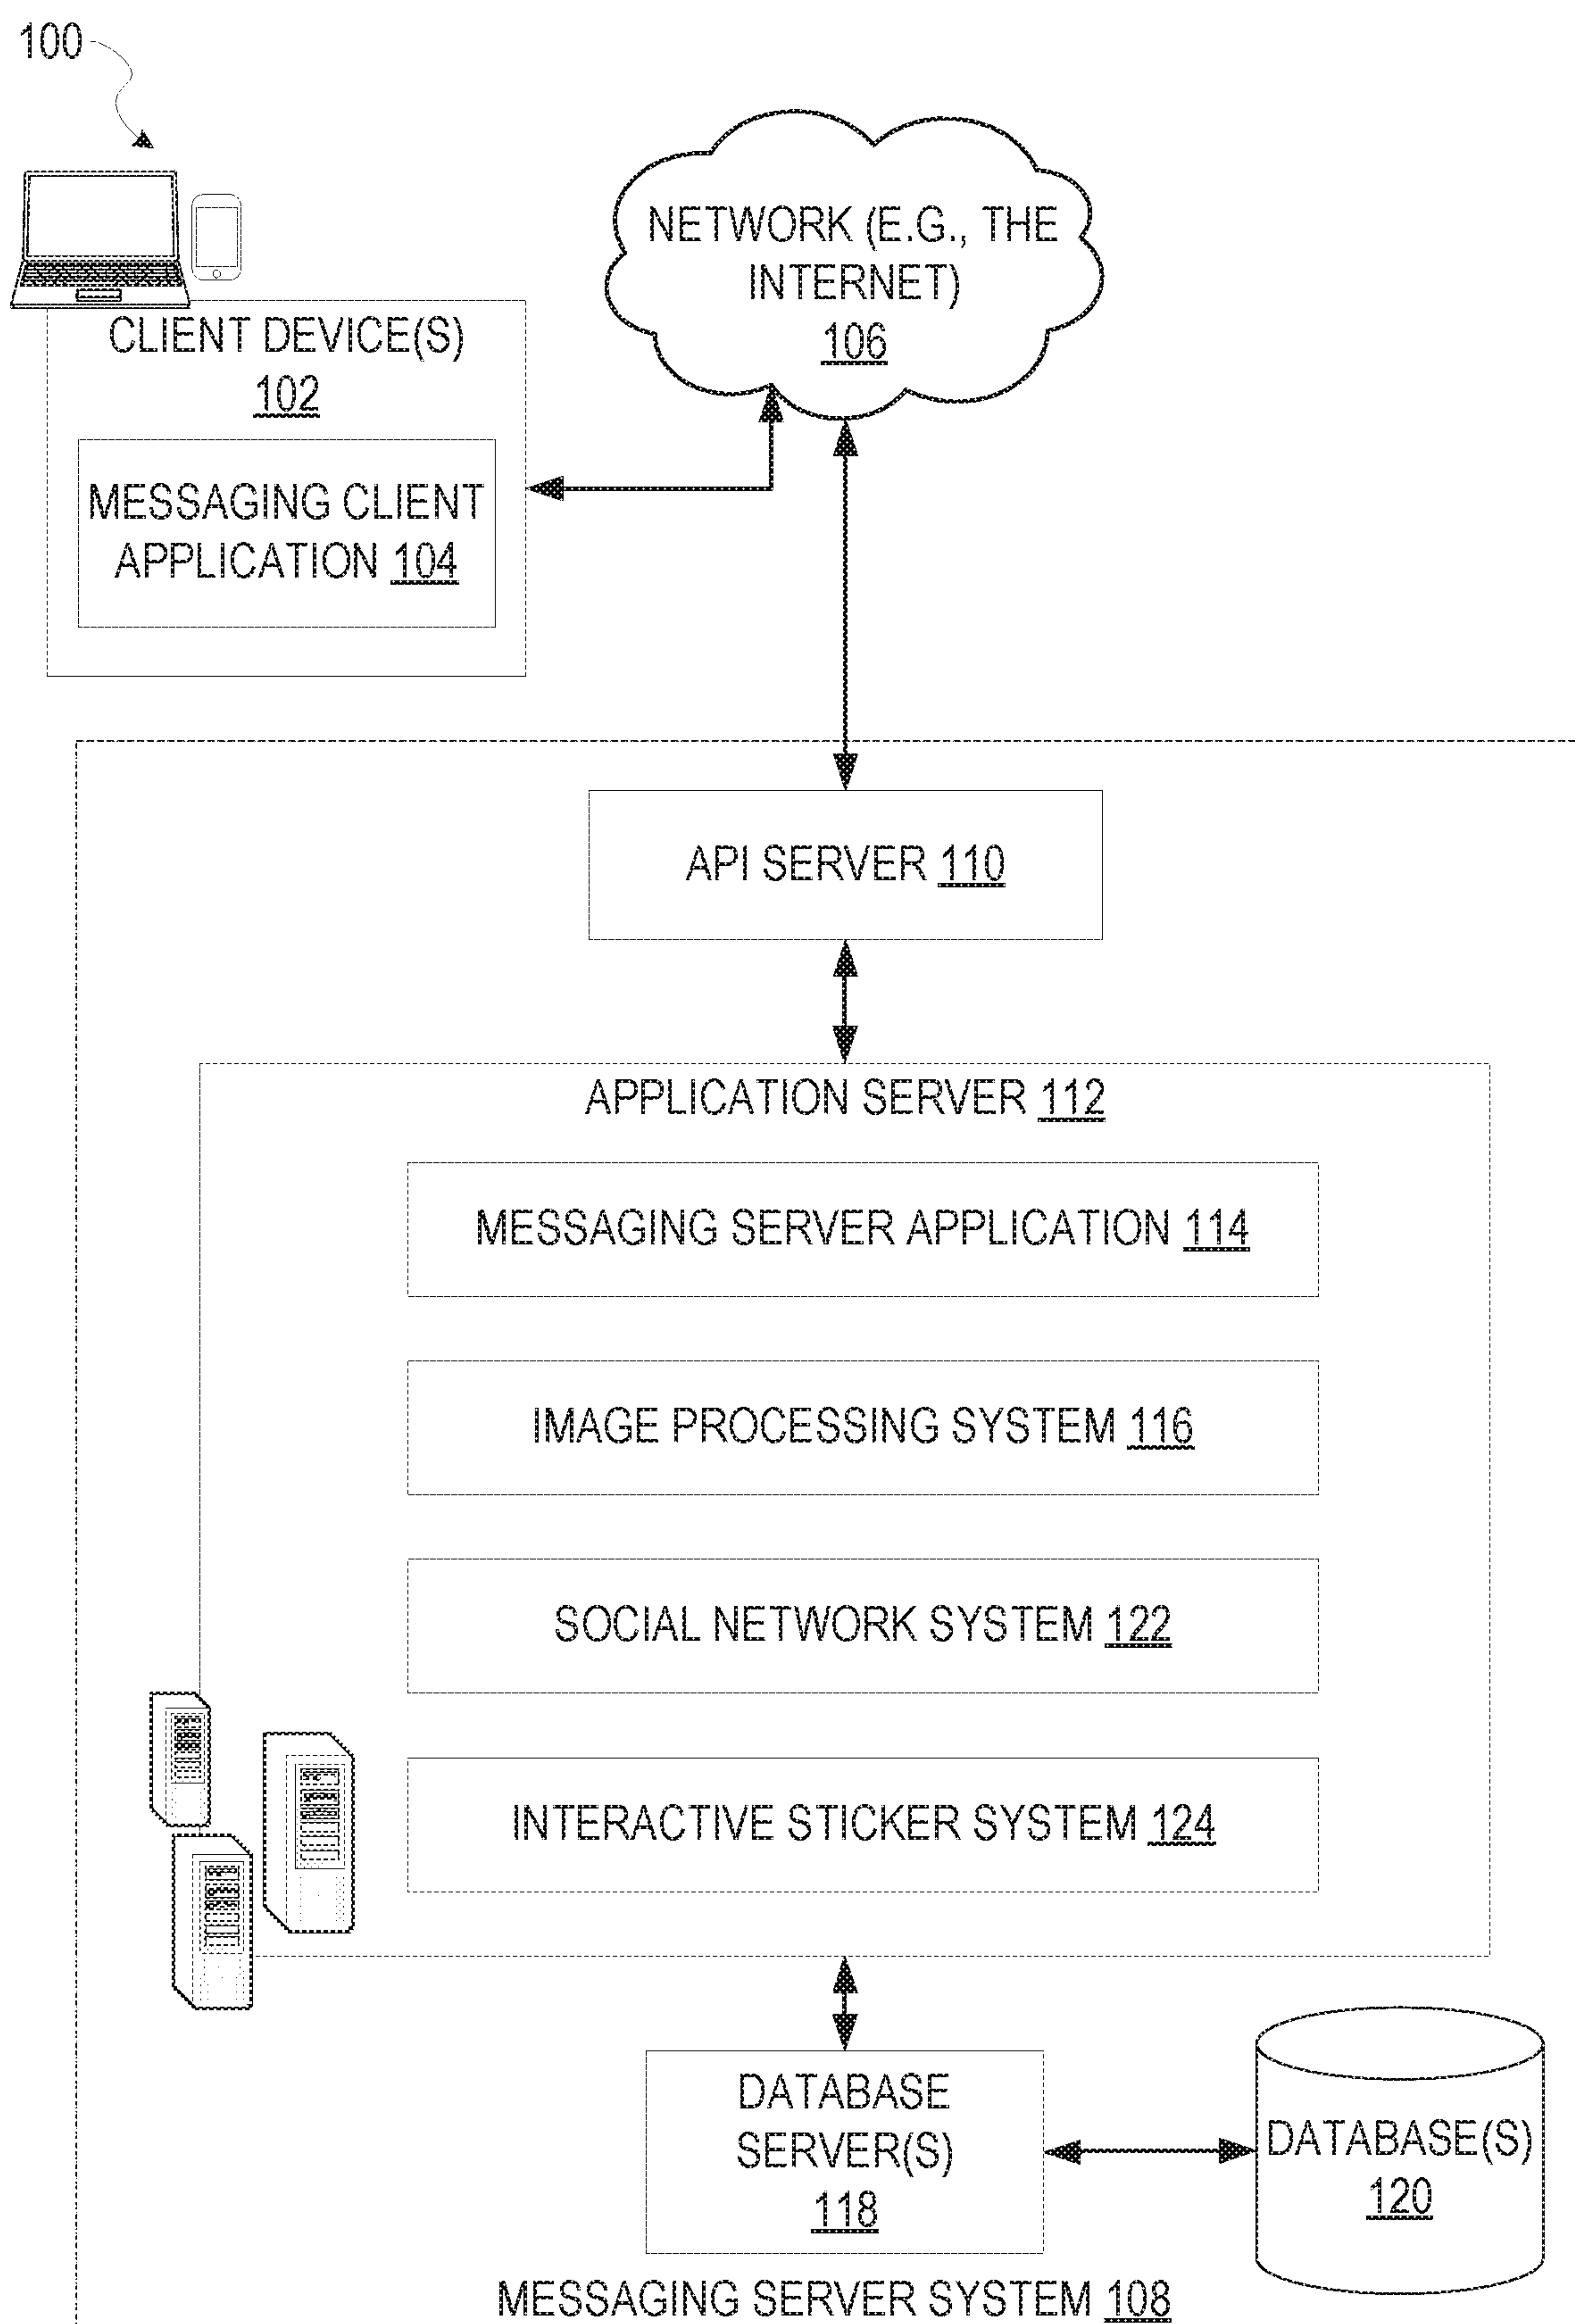 100
NETWORK (E.G., THE
INTERNET)
106
CLIENT DEVICE(S)
102
MESSAGING CLIENT
APPLICATION 104
API SERVER 110
APPLICATION SERVER 112
MESSAGING SERVER APPLICATION 114
IMAGE PROCESSING SYSTEM 116
SOCIAL NETWORK SYSTEM 122
INTERACTIVE STICKER SYSTEM 124
DATABASE
SERVER(S)
118
DATABASE(S)
120
MESSAGING SERVER SYSTEM 108